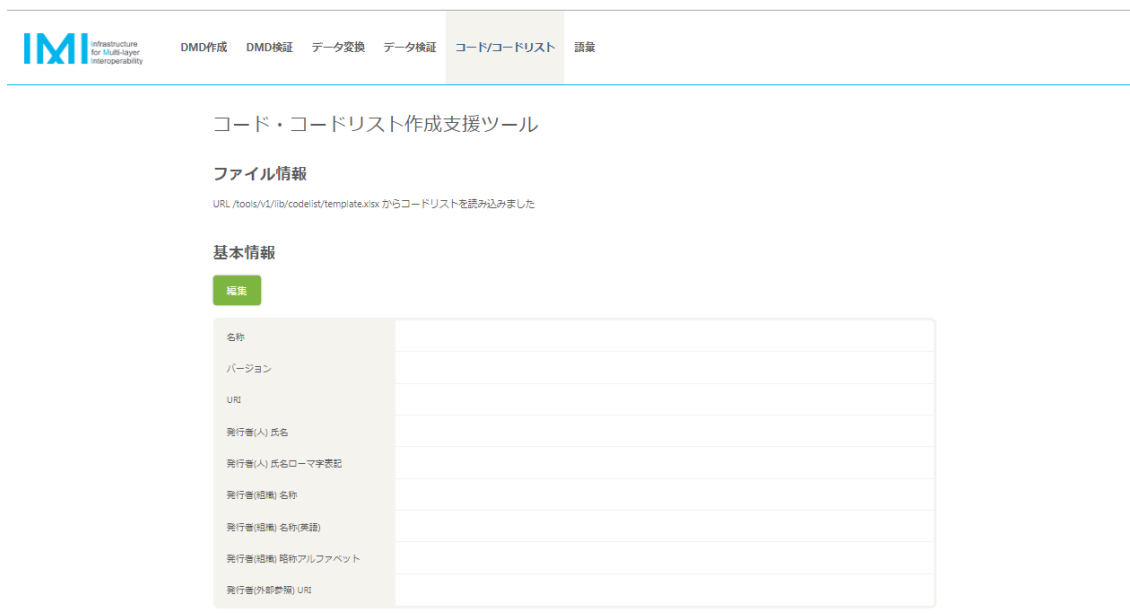 IMI
Infrastructure
for Multi-layer
Interoperability
DMD作成 DMD検証 データ変換 データ検証 コード/コードリスト 語彙
コード・コードリスト作成支援ツール
ファイル情報
URL /tools/v1/lib/codelist/template.xlsx からコードリストを読み込みました
基本情報
編集
名称
バージョン
URI
発行者(人) 氏名
発行者(人) 氏名ローマ字表記
発行者(組織) 名称
発行者(組織) 名称(英語)
発行者(組織) 略称アルファベット
発行者(外部参照) URI